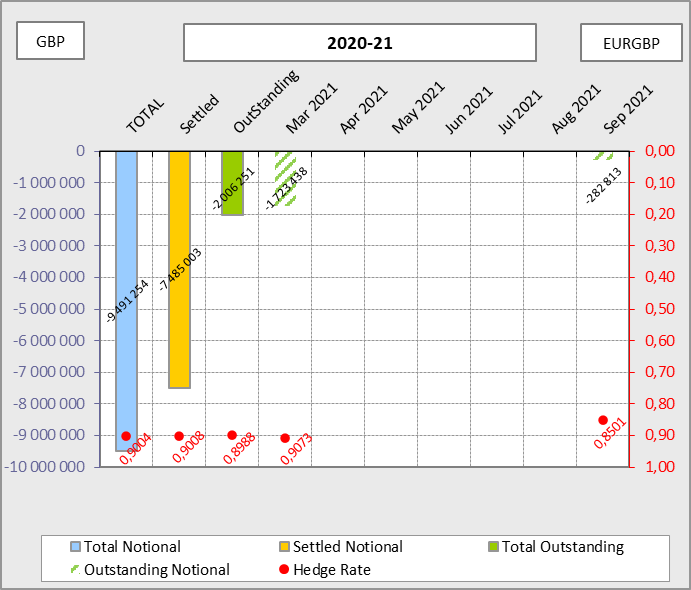 GBP
2020-21
EURGBP
TOTAL
Settled
OutStanding
Mar 2021
Apr 2021
May 2021
Jun 2021
Jul 2021
Aug 2021
Sep 2021
0
-1 000 000
-2 000 000
-3 000 000
-4 000 000
-5 000 000
-6 000 000
-7 000 000
-8 000 000
-9 000 000
-10 000 000
-9 491 254
-7 485 003
-2 006 251
-1 723 438
-282 813
0,9004
0,9008
0,8988
0,9073
0,8501
0,00
0,10
0,20
0,30
0,40
0,50
0,60
0,70
0,80
0,90
1,00
Total Notional
Settled Notional
Total Outstanding
Outstanding Notional
Hedge Rate